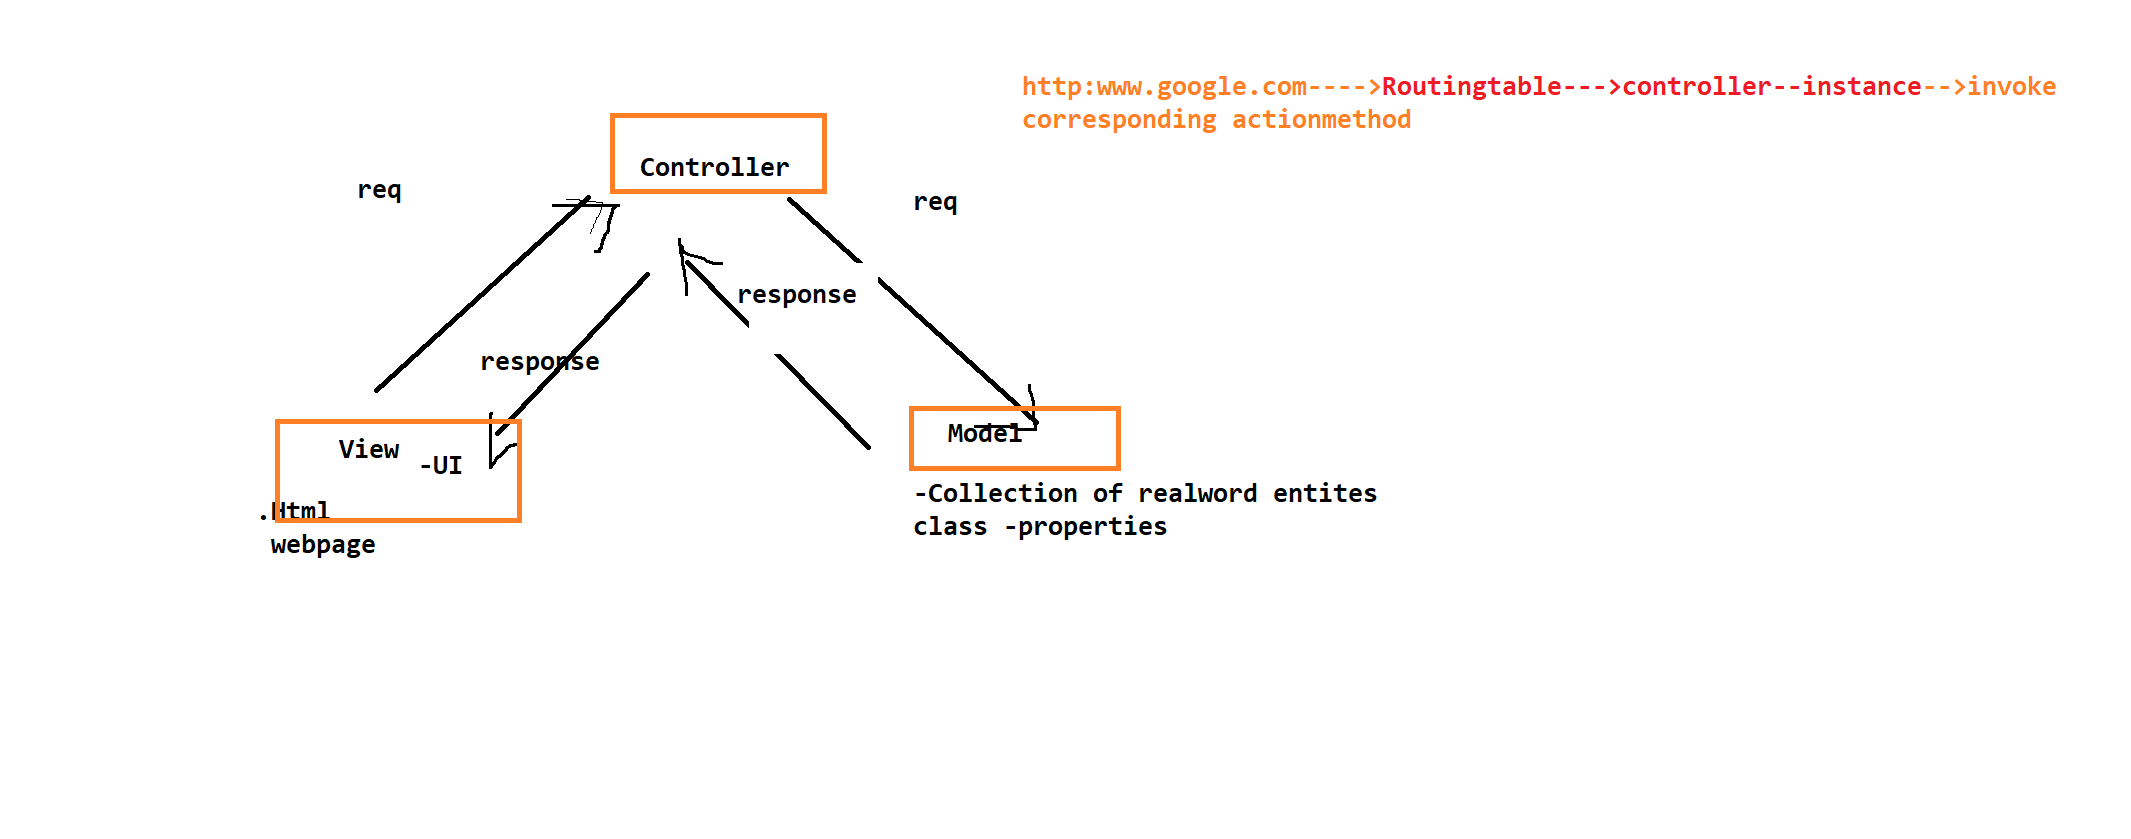 http:www.google.com---->Routingtable--->controller--instance-->invoke
corresponding actionmethod
Controller
req
req
response
response
View
-UI
Model
.Html
webpage
-Collection of realword entites
class -properties